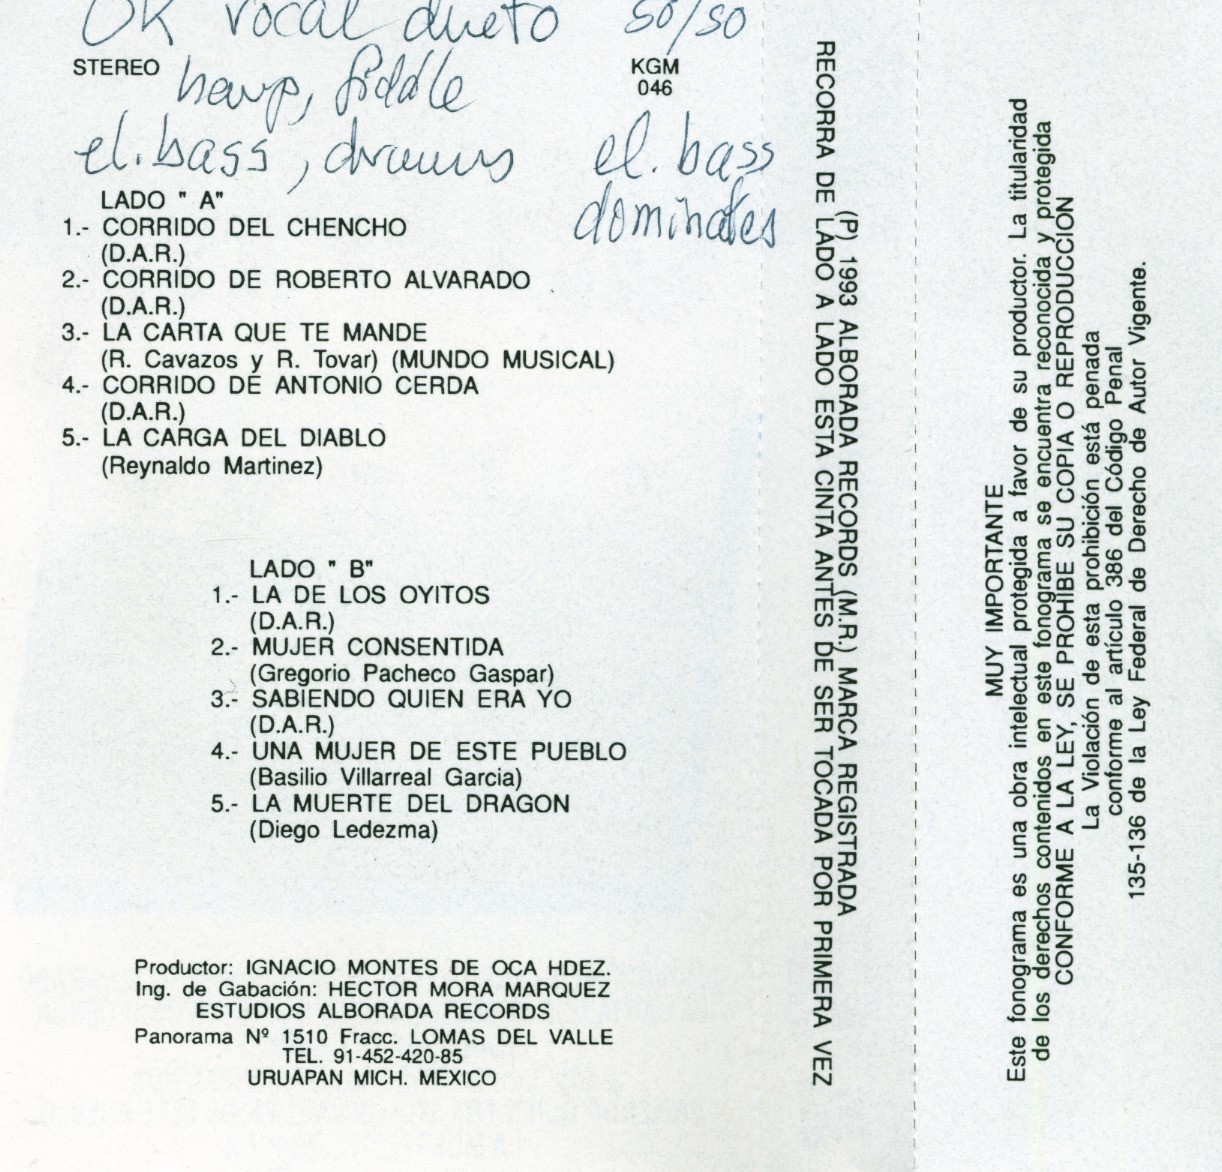 OK vocal dueto 50/50
STEREO
KGM
046
harp, fiddle
el. bass, drums
el. bass
dominates
LADO " A"
1.- CORRIDO DEL CHENCHO
(D.A.R.)
2.- CORRIDO DE ROBERTO ALVARADO
(D.A.R.)
3.- LA CARTA QUE TE MANDE
(R. Cavazos y R. Tovar) (MUNDO MUSICAL)
4.- CORRIDO DE ANTONIO CERDA
(D.A.R.)
5.- LA CARGA DEL DIABLO
(Reynaldo Martinez)
LADO " B"
1.- LA DE LOS OYITOS
(D.A.R.)
2.- MUJER CONSENTIDA
(Gregorio Pacheco Gaspar)
3.- SABIENDO QUIEN ERA YO
(D.A.R.)
4.- UNA MUJER DE ESTE PUEBLO
(Basilio Villarreal Garcia)
5.- LA MUERTE DEL DRAGON
(Diego Ledezma)
Productor: IGNACIO MONTES DE OCA HDEZ.
Ing. de Gabación: HECTOR MORA MARQUEZ
ESTUDIOS ALBORADA RECORDS
Panorama Nº 1510 Fracc. LOMAS DEL VALLE
TEL. 91-452-420-85
URUAPAN MICH. MEXICO
(P) 1993 ALBORADA RECORDS (M.R.) MARCA REGISTRADA
RECORRA DE LADO A LADO ESTA CINTA ANTES DE SER TOCADA POR PRIMERA VEZ
MUY IMPORTANTE
Este fonograma es una obra intelectual protegida a favor de su productor. La titularidad
de los derechos contenidos en este fonograma se encuentra reconocida y protegida
CONFORME A LA LEY, SE PROHIBE SU COPIA O REPRODUCCION
La Violación de esta prohibición está penada
conforme al artículo 386 del Código Penal
135-136 de la Ley Federal de Derecho de Autor Vigente.